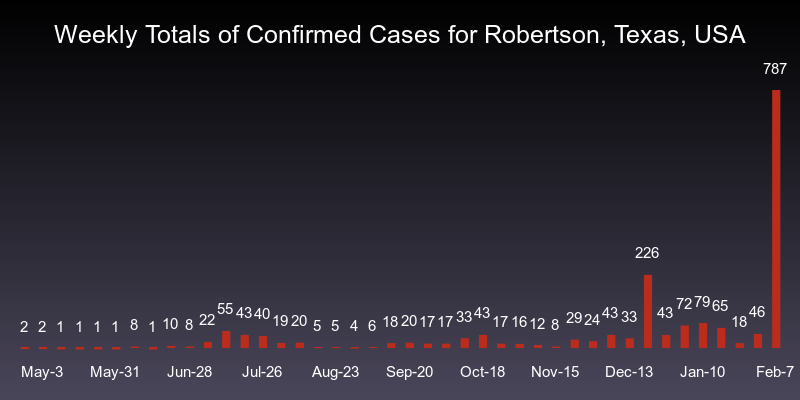 Weekly Totals of Confirmed Cases for Robertson, Texas, USA
787
226
2 2 1 1 1 1 8 1 10 8 22 55 43 40 19 20 5 5 4 6 18 20 17 17 33 43 17 16 12 8 29 24 43 33 43 72 79 65 18 46
May-3 May-31 Jun-28 Jul-26 Aug-23 Sep-20 Oct-18 Nov-15 Dec-13 Jan-10 Feb-7